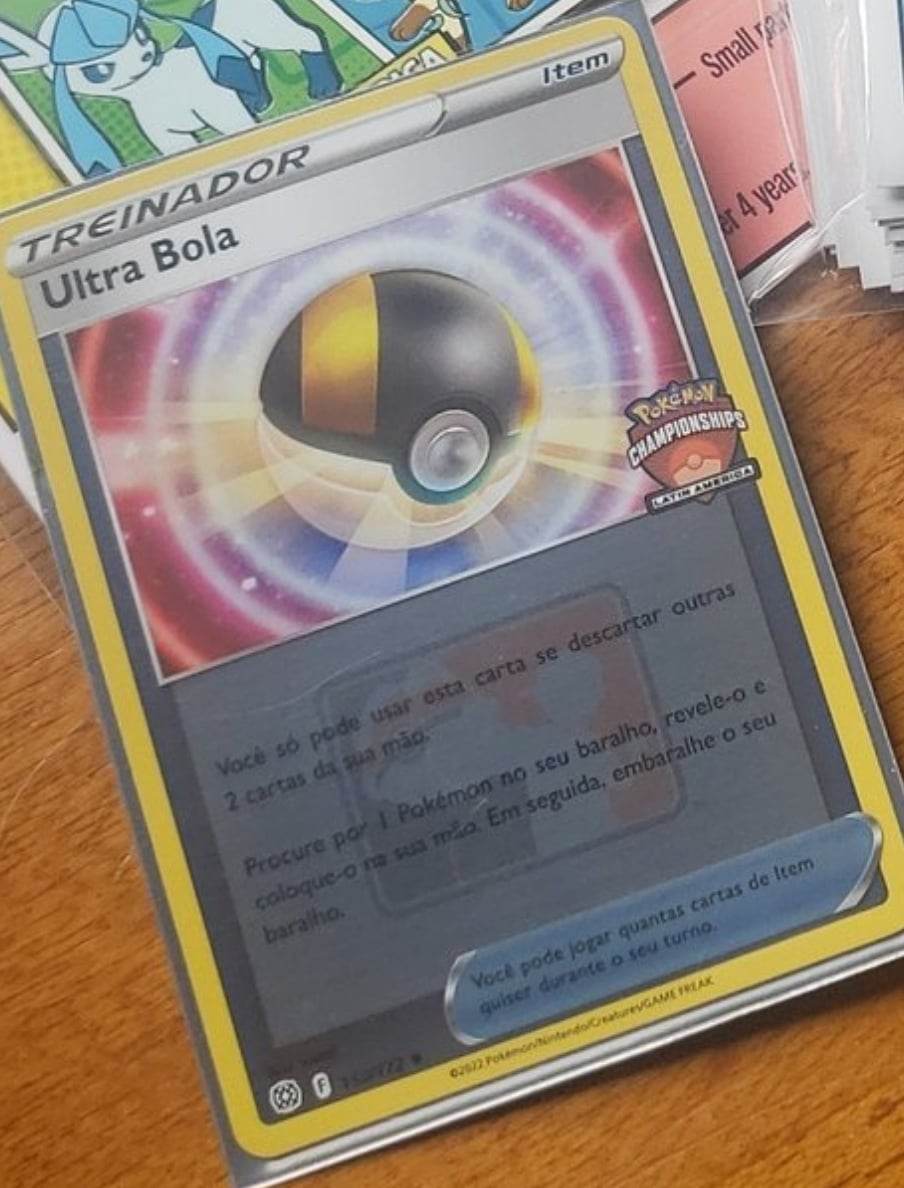 Small
er 4 years
Item
TREINADOR
Ultra Bola
POKéMON
CHAMPIONSHIPS
LATIN AMERICA
Você só pode usar esta carta se descartar outras
2 cartas da sua mão.
Procure por 1 Pokémon no seu baralho, revele-o e
coloque-o na sua mão. Em seguida, embaralhe o seu
baralho.
Você pode jogar quantas cartas de Item
quiser durante o seu turno.
©2022 Pokémon/Nintendo/Creatures/GAME FREAK
F